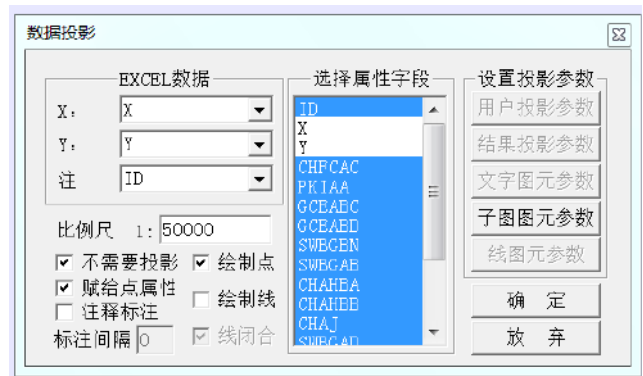 数据投影
EXCEL数据
X: X
Y: Y
注 ID
比例尺 1: 50000
不需要投影 绘制点
赋给点属性
绘制线
注释标注
标注间隔 0 线闭合
选择属性字段
ID
X
Y
CHFCAC
PKIAA
GCEABC
GCEABD
SWBGEN
SWBGAB
CHAHBA
CHAHBB
CHAJ
SWBGAD
设置投影参数
用户投影参数
结果投影参数
文字图元参数
子图图元参数
线图元参数
确 定
放 弃